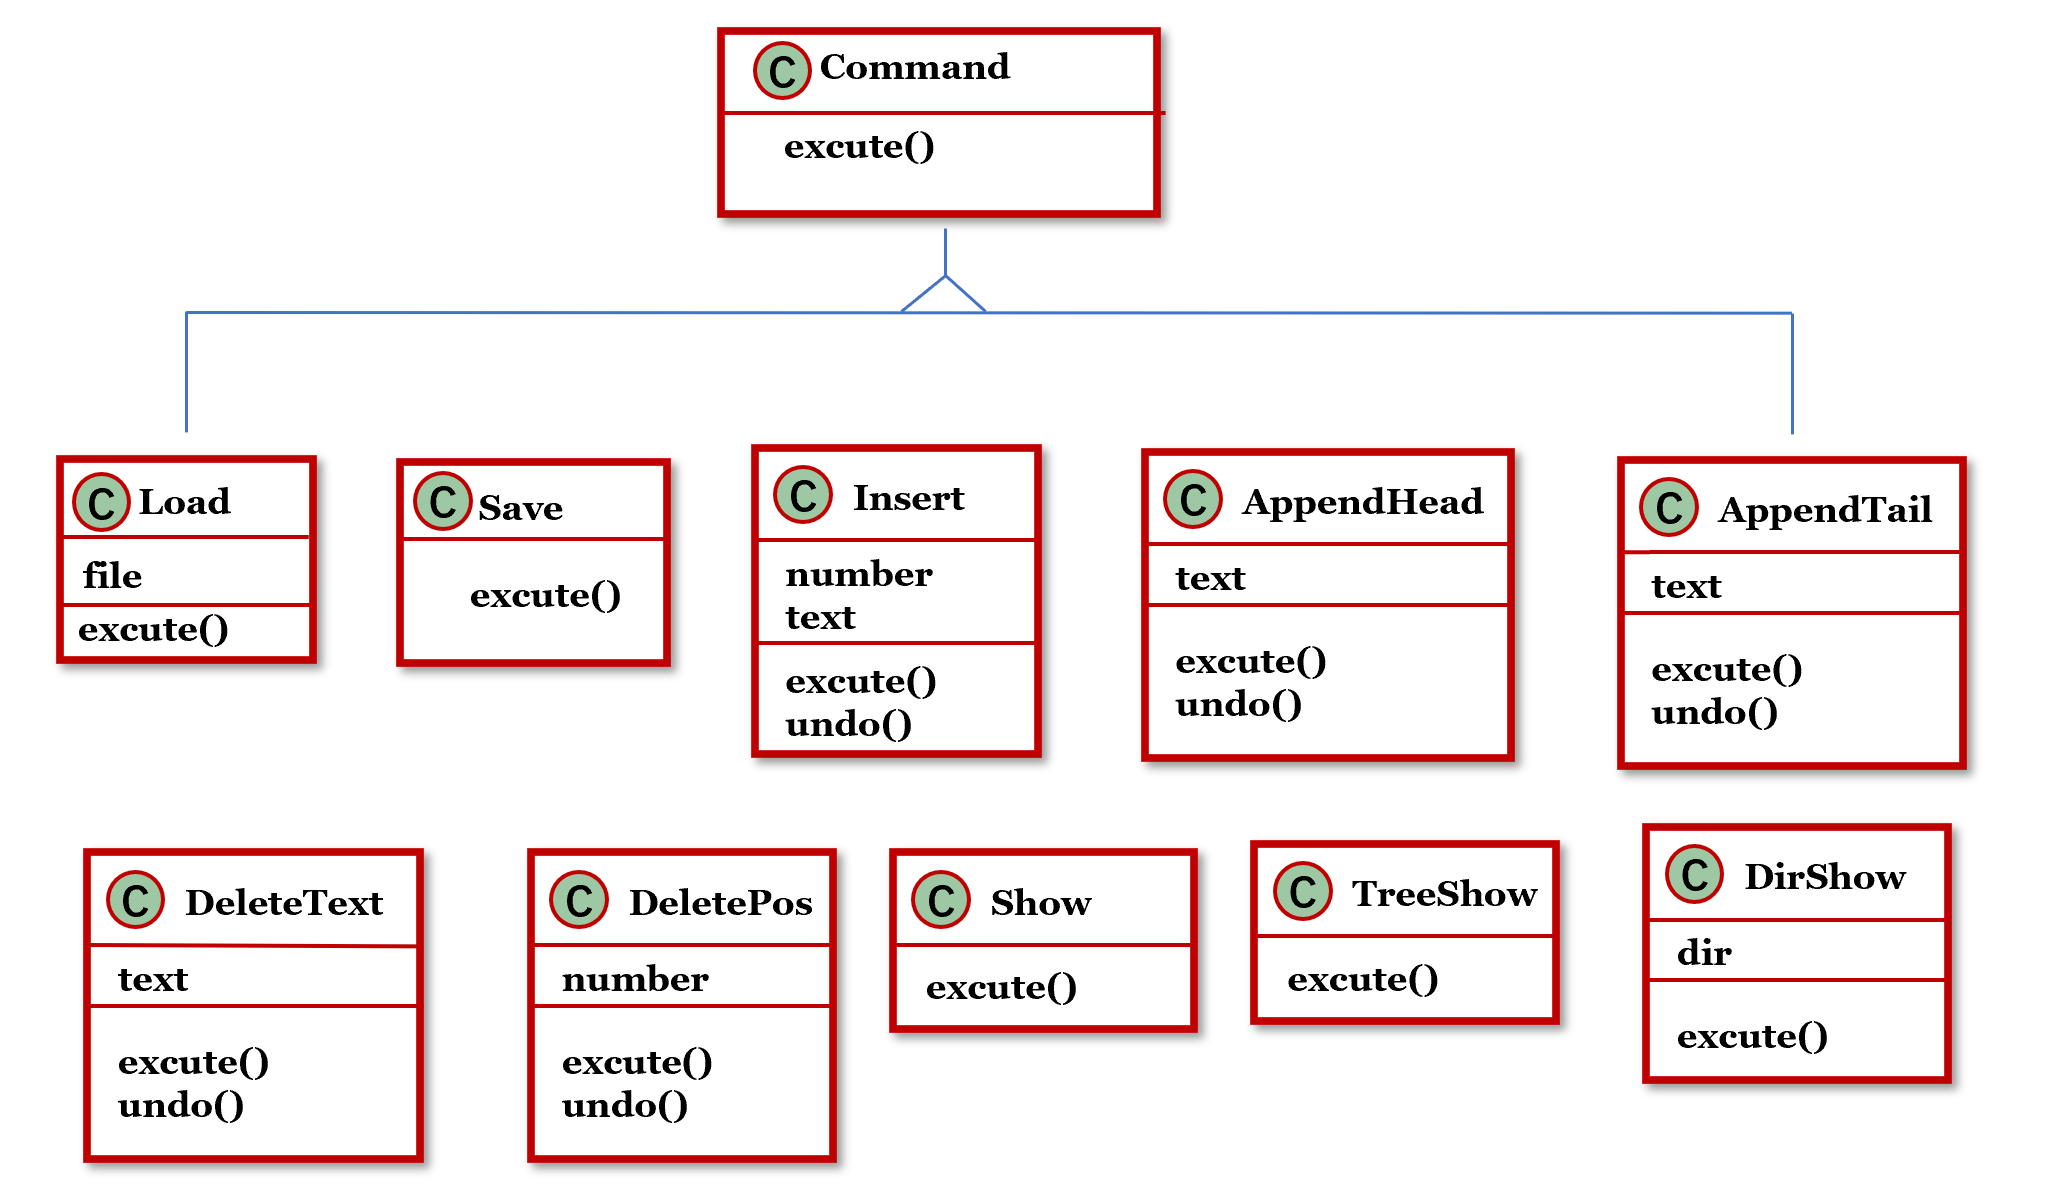 C Command
excute()
C Load
file
excute()
C Save
excute()
C Insert
number
text
excute()
undo()
C AppendHead
text
excute()
undo()
C AppendTail
text
excute()
undo()
C DeleteText
text
excute()
undo()
C DeletePos
number
excute()
undo()
C Show
excute()
C TreeShow
excute()
C DirShow
dir
excute()